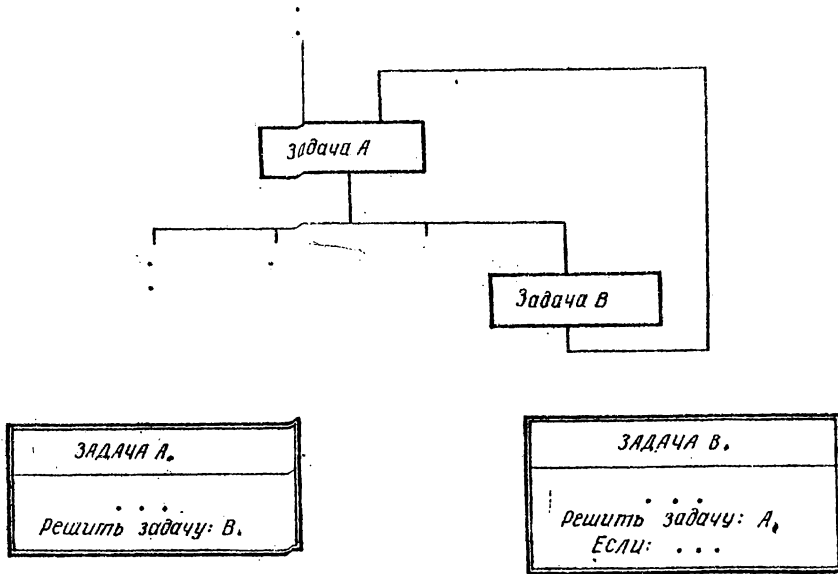 Задача А
Задача В
ЗАДАЧА А.
. . .
Решить задачу: В.
ЗАДАЧА В.
. . .
Решить задачу: А.
Если: . . .